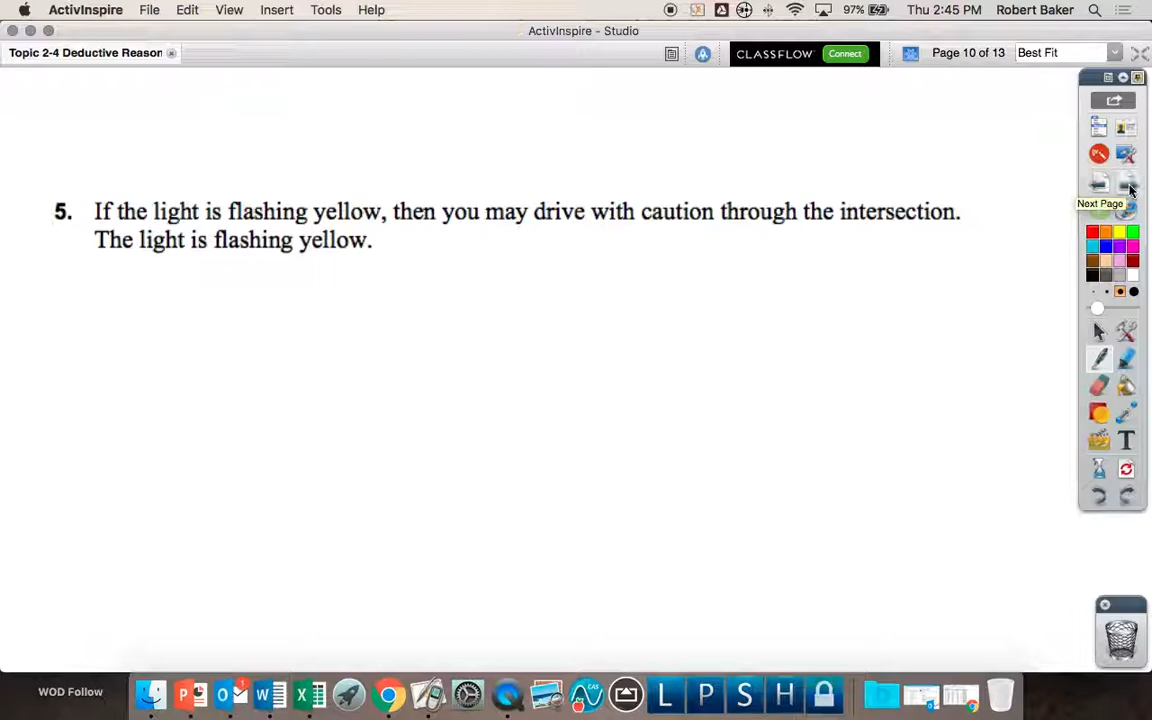 ActivInspire File Edit View Insert Tools Help 97% Thu 2:45 PM Robert Baker
ActivInspire - Studio
Topic 2-4 Deductive Reason CLASSFLOW Connect Page 10 of 13 Best Fit
Next Page
5. If the light is flashing yellow, then you may drive with caution through the intersection.
The light is flashing yellow.
T
WOD Follow
L P S H